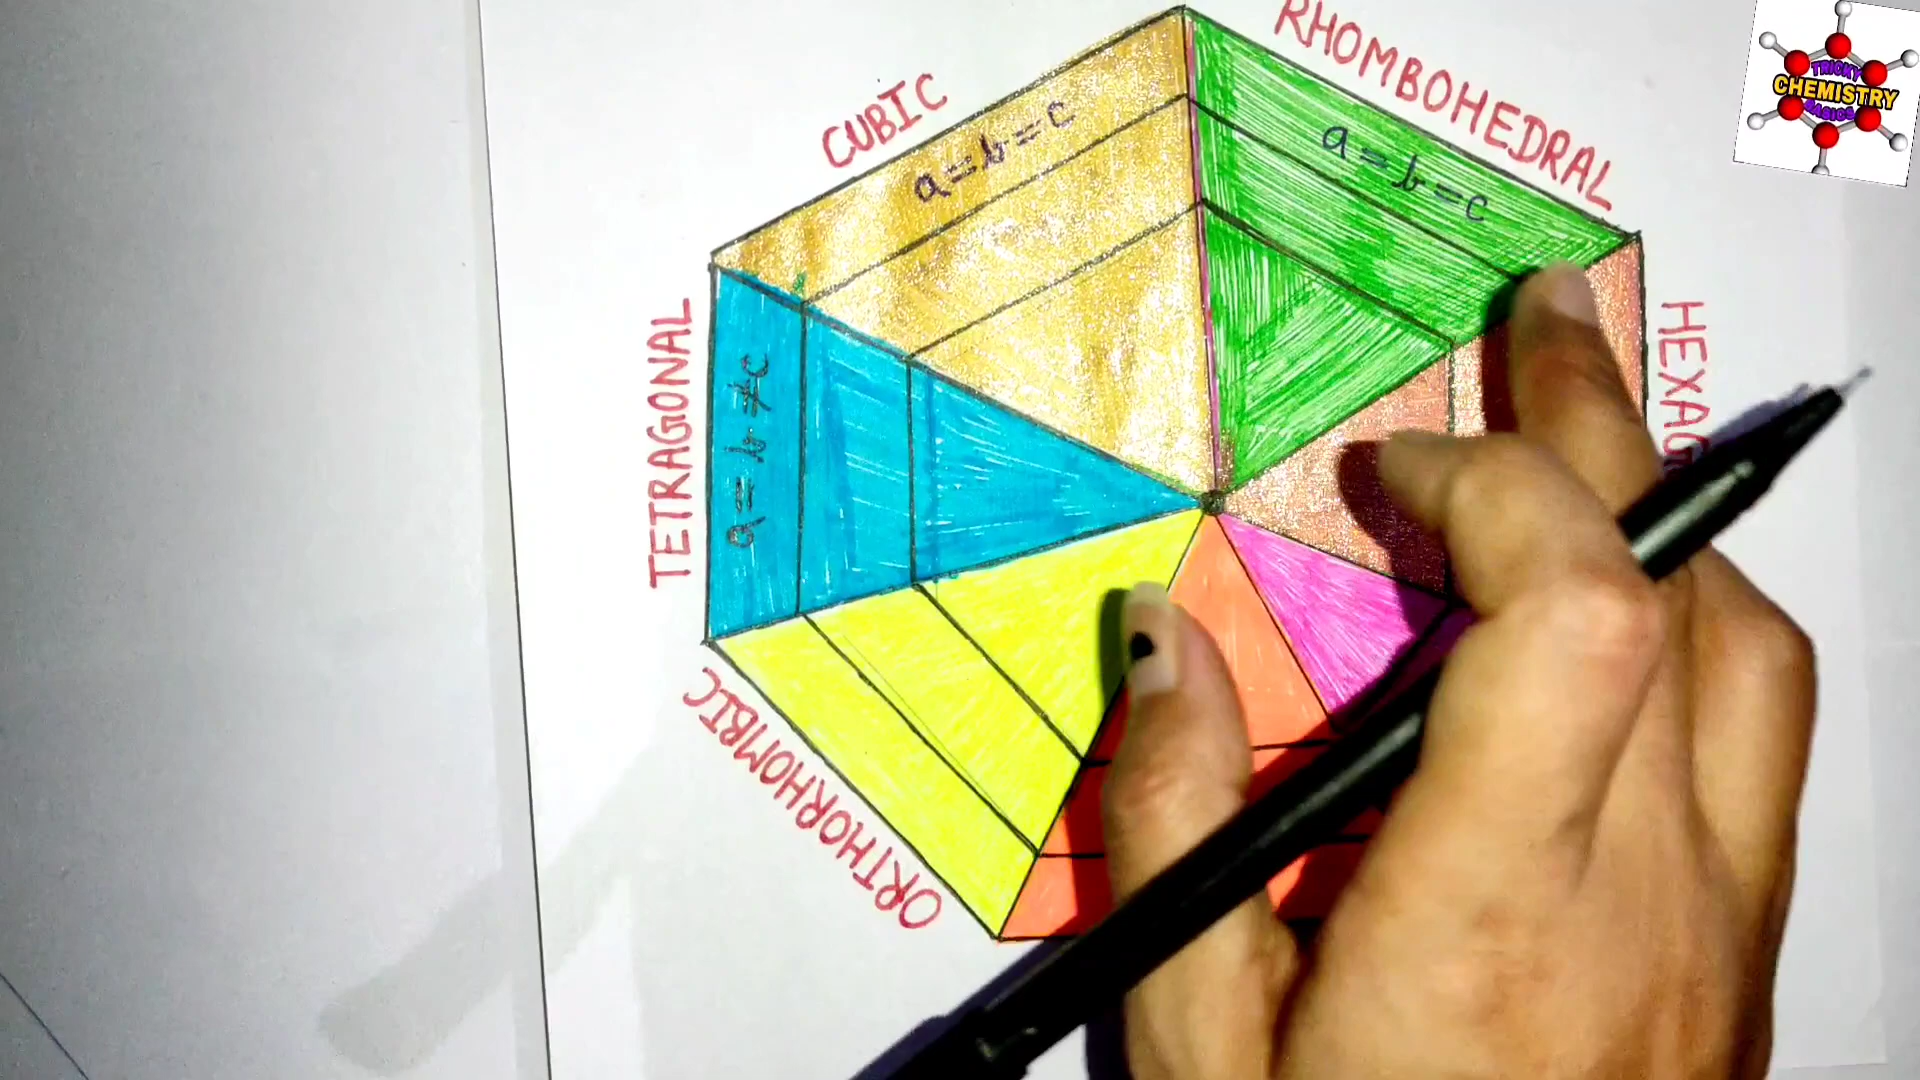 CUBIC
a=b=c
RHOMBOHEDRAL
a=b=c
TETRAGONAL
a=b≠c
HEXAG
ORTHORHOMBIC
TRICKY
CHEMISTRY
BASICS